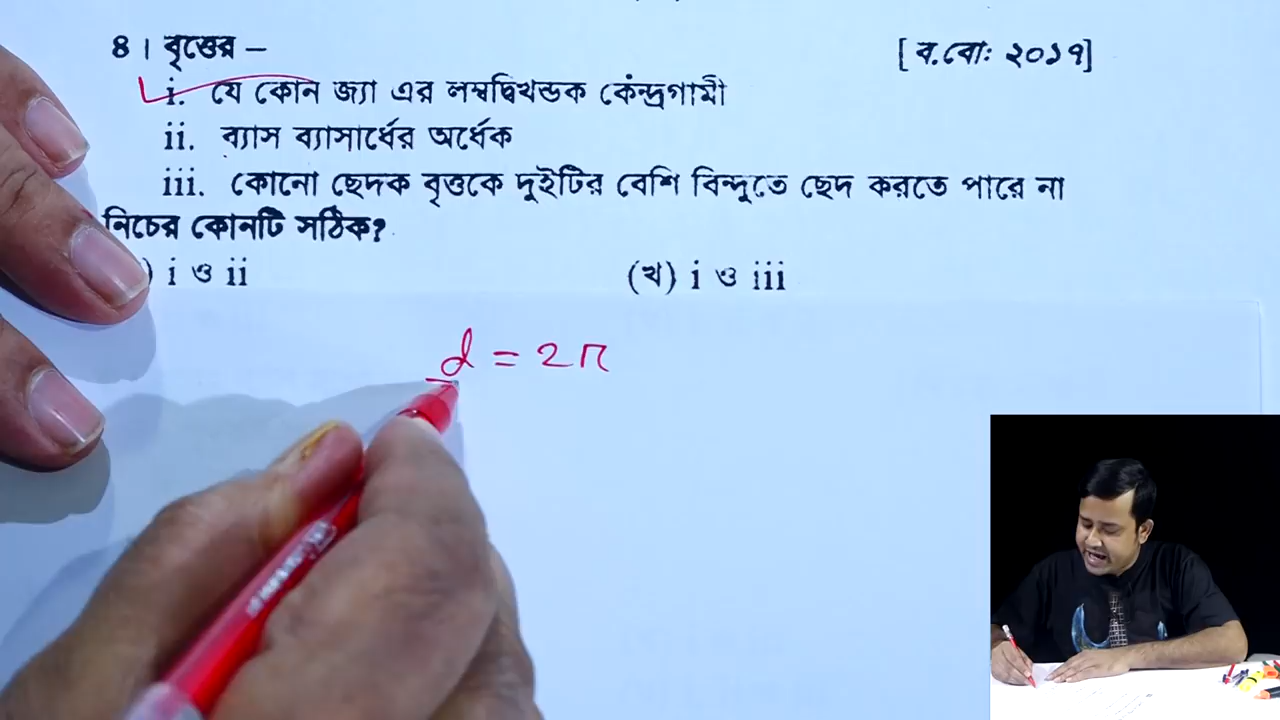 ৪। বৃত্তের – [ ব.বো: ২০১৭]
i. যে কোন জ্যা এর লম্বদ্বিখন্ডক কেন্দ্রগামী
ii. ব্যাস ব্যাসার্ধের অর্ধেক
iii. কোনো ছেদক বৃত্তকে দুইটির বেশি বিন্দুতে ছেদ করতে পারে না
নিচের কোনটি সঠিক?
) i ও ii (খ) i ও iii
d = 2r